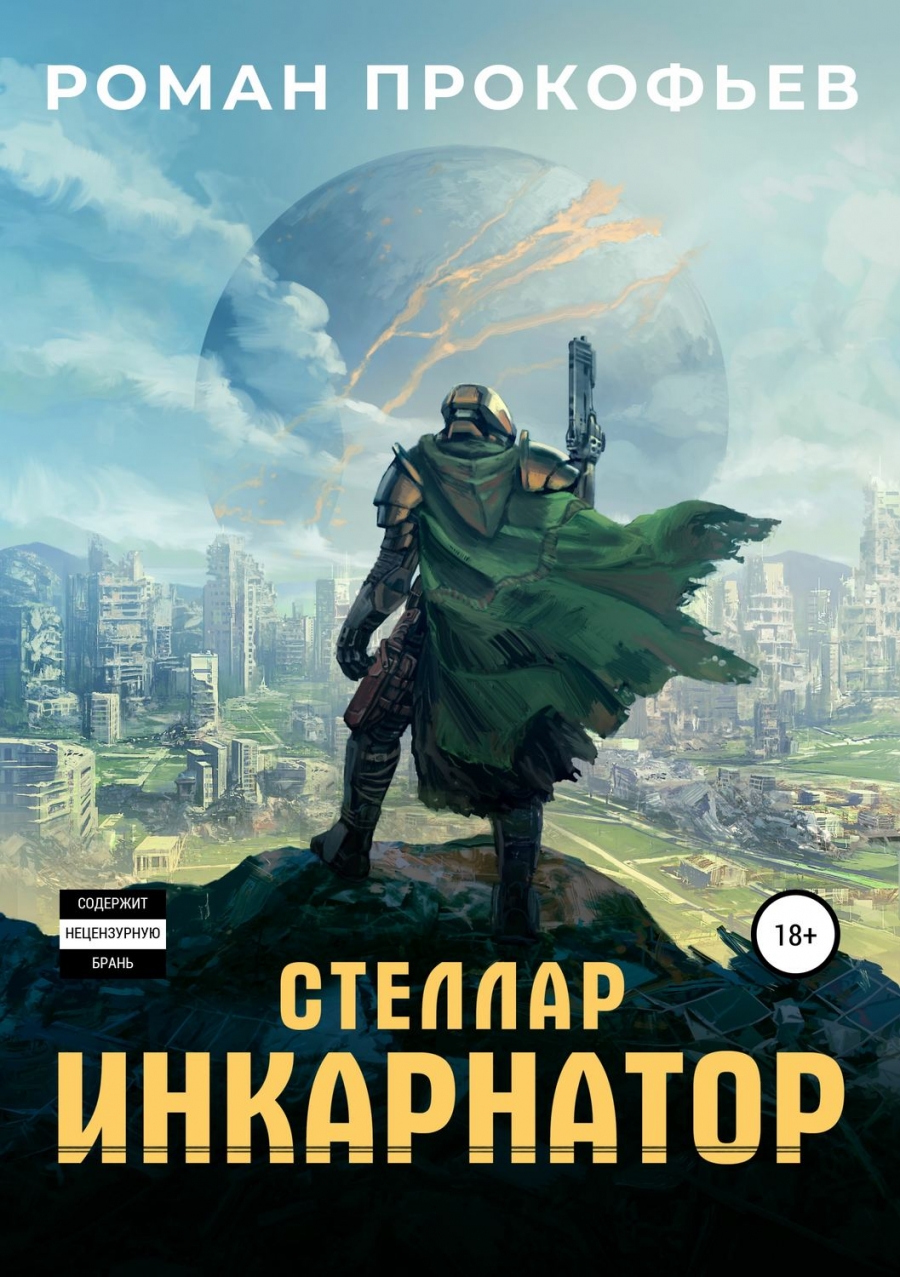 РОМАН ПРОКОФЬЕВ
СОДЕРЖИТ
НЕЦЕНЗУРНУЮ
БРАНЬ
18+
СТЕЛЛАР
ИНКАРНАТОР